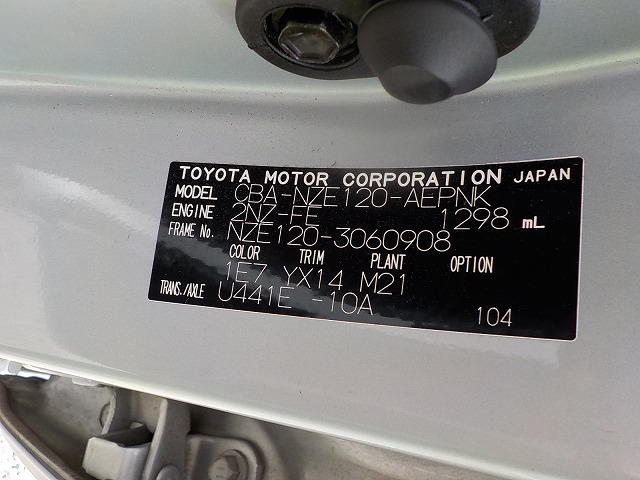 TOYOTA MOTOR CORPORATION JAPAN
MODEL CBA-NZE120-AEPNK
ENGINE 2NZ-FE 1298 mL
FRAME No. NZE120-3060908
COLOR TRIM PLANT OPTION
1E7 YX14 M21
TRANS./AXLE U441E -10A
104